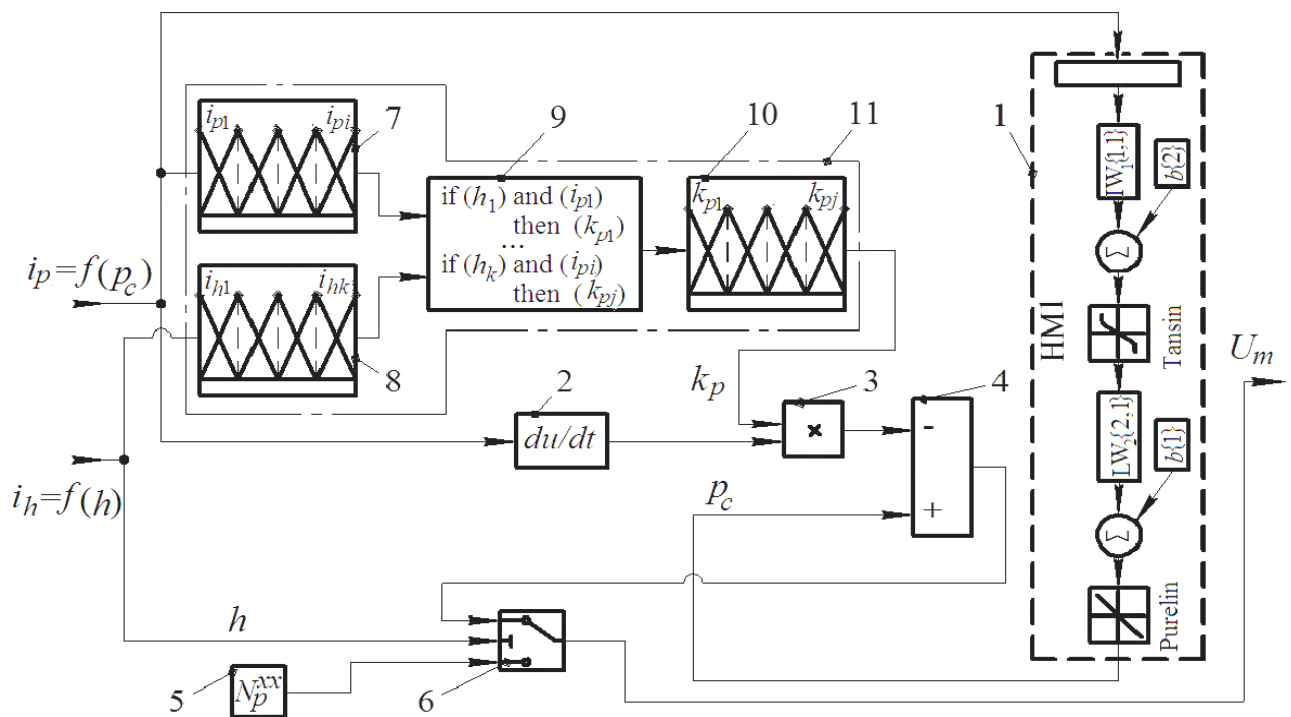 i_p1 i_pi
7
i_h1 i_hk
8
i_p=f(p_c)
i_h=f(h)
9
if (h_1) and (i_p1)
then (k_p1)
...
if (h_k) and (i_pi)
then (k_pj)
10
k_p1 k_pj
11
k_p
2
du/dt
3
×
4
-
+
p_c
h
5
N_p^xx
6
1
HM1
IW_1{1,1}
b{2}
Σ
Tansin
LW_2{2,1}
b{1}
Σ
Purelin
U_m